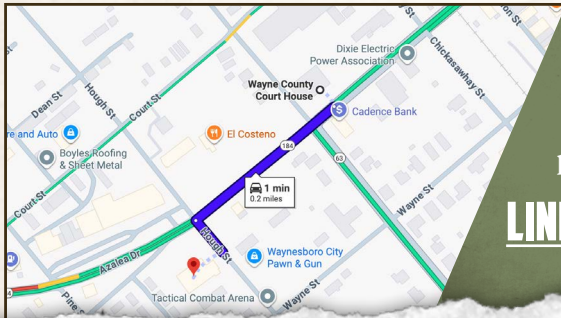 Dixie Electric
Power Association
Chickasawhay St
Wayne County
Court House
Court St
Hough St
Dean St
Cadence Bank
El Costeno
re and Auto
184
Boyles Roofing
& Sheet Metal
63
1 min
0.2 miles
Wayne St
Court St
Hough St
LIN
Azalea Dr
Waynesboro City
Pawn & Gun
Tactical Combat Arena
Wayne St
Pine S